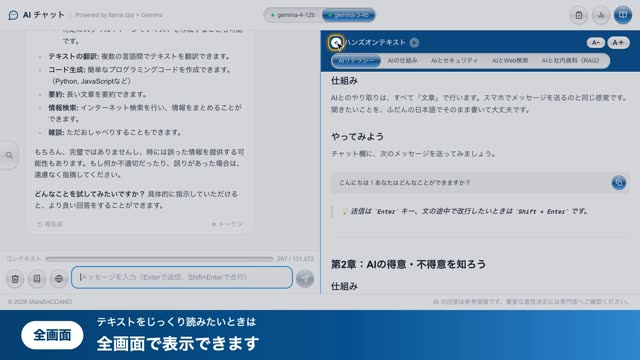 AI チャット
Powered by llama.cpp + Gemma
gemma-4-12b
です。
テキストの翻訳: 複数の言語間でテキストを翻訳できます。
コード生成: 簡単なプログラミングコードを作成できます。
（Python, JavaScriptなど）
要約: 長い文章を要約できます。
情報検索: インターネット検索を行い、情報をまとめることが
できます。
雑談: ただおしゃべりすることもできます。
もちろん、完璧ではありませんし、時には誤った情報を提供する可
能性もあります。もし何か不適切だったり、誤りがあった場合は、
遠慮なく指摘してください。
どんなことを試してみたいですか？ 具体的に指示していただける
と、より良い回答をすることができます。
再生成
トークン
コンテキスト
267 / 131,072
メッセージを入力（Enterで送信、Shift+Enterで改行）
ハンズオンテキスト
A−
A+
AIリテラシー
AIの仕組み
AIとセキュリティ
AIとWeb検索
AIと社内資料（RAG）
仕組み
AIとのやり取りは、すべて「文章」で行います。スマホでメッセージを送るのと同じ感覚です。
聞きたいことを、ふだんの日本語でそのまま書いて大丈夫です。
やってみよう
チャット欄に、次のメッセージを送ってみましょう。
こんにちは！あなたはどんなことができますか？
送信は `Enter` キー、文の途中で改行したいときは `Shift + Enter` です。
第2章：AIの得意・不得意を知ろう
仕組み
© 2026 MatsBACCANO
AI の回答は参考情報です。重要な意思決定には専門家へご確認ください。
全画面
テキストをじっくり読みたいときは
全画面で表示できます